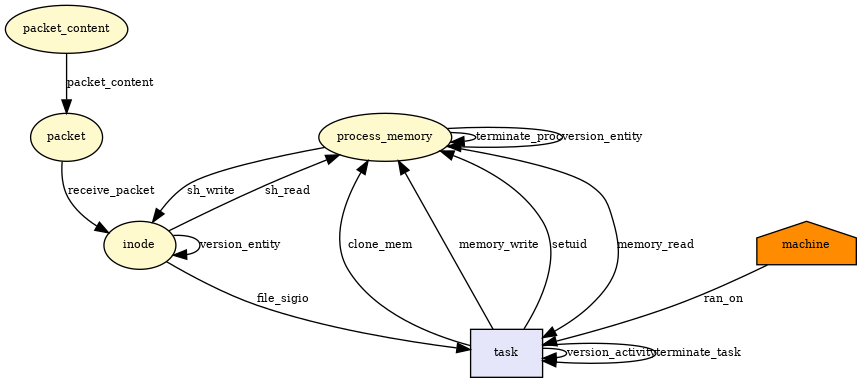 packet_content
packet_content
packet
process_memory
terminate_proc
version_entity
receive_packet
sh_write
sh_read
inode
version_entity
clone_mem
memory_write
setuid
memory_read
machine
file_sigio
ran_on
task
version_activity
terminate_task